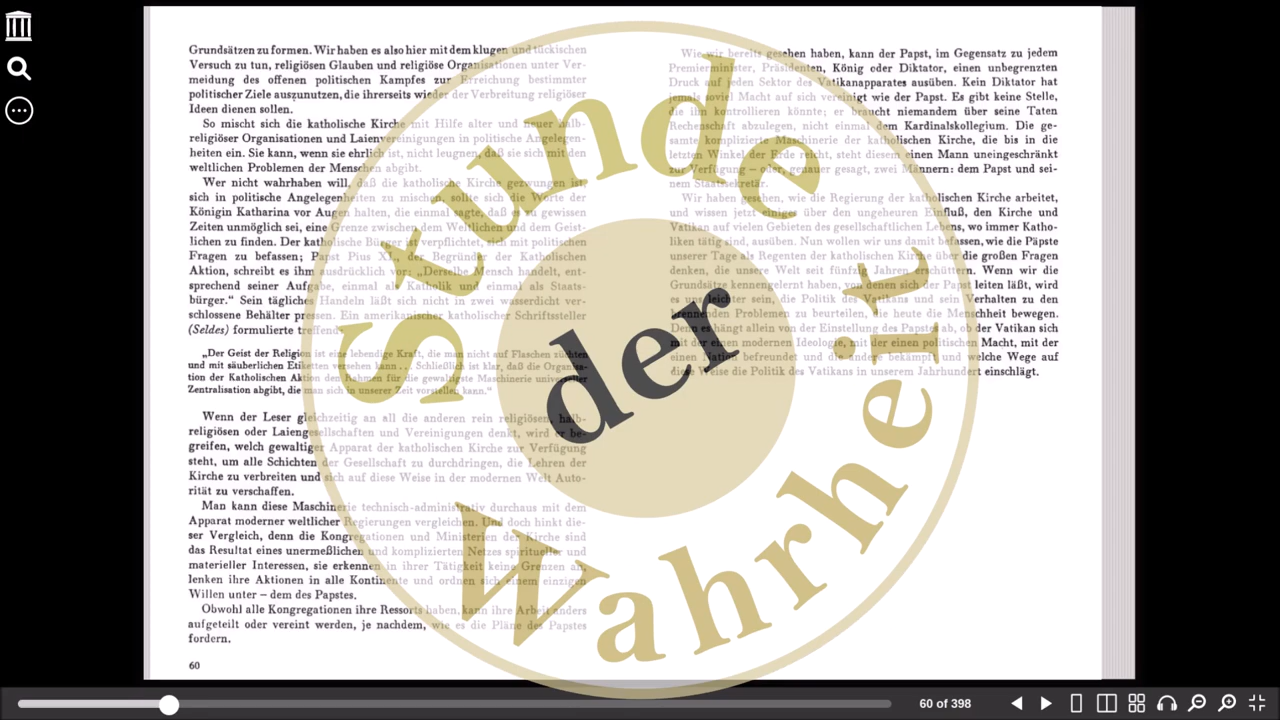 Grundsätzen zu formen. Wir haben es also hier mit dem klugen und tückischen
Versuch zu tun, religiösen Glauben und religiöse Organisationen unter Ver-
meidung des offenen politischen Kampfes zur Erreichung bestimmter
politischer Ziele auszunutzen, die ihrerseits wieder der Verbreitung religiöser
Ideen dienen sollen.
So mischt sich die katholische Kirche mit Hilfe alter und neuer halb-
religiöser Organisationen und Laienvereinigungen in politische Angelegen-
heiten ein. Sie kann, wenn sie ehrlich ist, nicht leugnen, daß sie sich mit den
weltlichen Problemen der Menschen abgibt.
Wer nicht wahrhaben will, daß die katholische Kirche gezwungen ist,
sich in politische Angelegenheiten zu mischen, sollte sich die Worte der
Königin Katharina vor Augen halten, die einmal sagte, daß es zu gewissen
Zeiten unmöglich sei, eine Grenze zwischen dem Weltlichen und dem Geist-
lichen zu finden. Der katholische Bürger ist verpflichtet, sich mit politischen
Fragen zu befassen; Papst Pius XI., der Begründer der Katholischen
Aktion, schreibt es ihm ausdrücklich vor: „Derselbe Mensch handelt, ent-
sprechend seiner Aufgabe, einmal als Katholik und einmal als Staats-
bürger.“ Sein tägliches Handeln läßt sich nicht in zwei wasserdicht ver-
schlossene Behälter pressen. Ein amerikanischer katholischer Schriftsteller
(Seldes) formulierte treffend:
„Der Geist der Religion ist eine lebendige Kraft, die man nicht auf Flaschen züchten
und mit säuberlichen Etiketten versehen kann . . . Schließlich ist klar, daß die Organisa-
tion der Katholischen Aktion den Rahmen für die gewaltigste Maschinerie universeller
Zentralisation abgibt, die man sich in unserer Zeit vorstellen kann.“
Wenn der Leser gleichzeitig an all die anderen rein religiösen, halb-
religiösen oder Laiengesellschaften und Vereinigungen denkt, wird er be-
greifen, welch gewaltiger Apparat der katholischen Kirche zur Verfügung
steht, um alle Schichten der Gesellschaft zu durchdringen, die Lehren der
Kirche zu verbreiten und sich auf diese Weise in der modernen Welt Auto-
rität zu verschaffen.
Man kann diese Maschinerie technisch-administrativ durchaus mit dem
Apparat moderner weltlicher Regierungen vergleichen. Und doch hinkt die-
ser Vergleich, denn die Kongregationen und Ministerien der Kirche sind
das Resultat eines unermeßlichen und komplizierten Netzes spiritueller und
materieller Interessen, sie erkennen in ihrer Tätigkeit keine Grenzen an,
lenken ihre Aktionen in alle Kontinente und ordnen sich einem einzigen
Willen unter – dem des Papstes.
Obwohl alle Kongregationen ihre Ressorts haben, kann ihre Arbeit anders
aufgeteilt oder vereint werden, je nachdem, wie es die Pläne des Papstes
fordern.
60
Wie wir bereits gesehen haben, kann der Papst, im Gegensatz zu jedem
Premierminister, Präsidenten, König oder Diktator, einen unbegrenzten
Druck auf jeden Sektor des Vatikanapparates ausüben. Kein Diktator hat
jemals soviel Macht auf sich vereinigt wie der Papst. Es gibt keine Stelle,
die ihn kontrollieren könnte; er braucht niemandem über seine Taten
Rechenschaft abzulegen, nicht einmal dem Kardinalskollegium. Die ge-
samte komplizierte Maschinerie der katholischen Kirche, die bis in die
letzten Winkel der Erde reicht, steht diesem einen Mann uneingeschränkt
zur Verfügung – oder, genauer gesagt, zwei Männern: dem Papst und sei-
nem Staatssekretär.
Wir haben gesehen, wie die Regierung der katholischen Kirche arbeitet,
und wissen jetzt einiges über den ungeheuren Einfluß, den Kirche und
Vatikan auf vielen Gebieten des gesellschaftlichen Lebens, wo immer Katho-
liken tätig sind, ausüben. Nun wollen wir uns damit befassen, wie die Päpste
unserer Tage als Regenten der katholischen Kirche über die großen Fragen
denken, die unsere Welt seit fünfzig Jahren erschüttern. Wenn wir die
Grundsätze kennengelernt haben, von denen sich der Papst leiten läßt, wird
es uns leichter sein, die Politik des Vatikans und sein Verhalten zu den
brennenden Problemen zu beurteilen, die heute die Menschheit bewegen.
Denn es hängt allein von der Einstellung des Papstes ab, ob der Vatikan sich
mit der einen modernen Ideologie, mit der einen politischen Macht, mit der
einen Nation befreundet und die andere bekämpft und welche Wege auf
diese Weise die Politik des Vatikans in unserem Jahrhundert einschlägt.
Stunde
der
Wahrheit
60 of 398